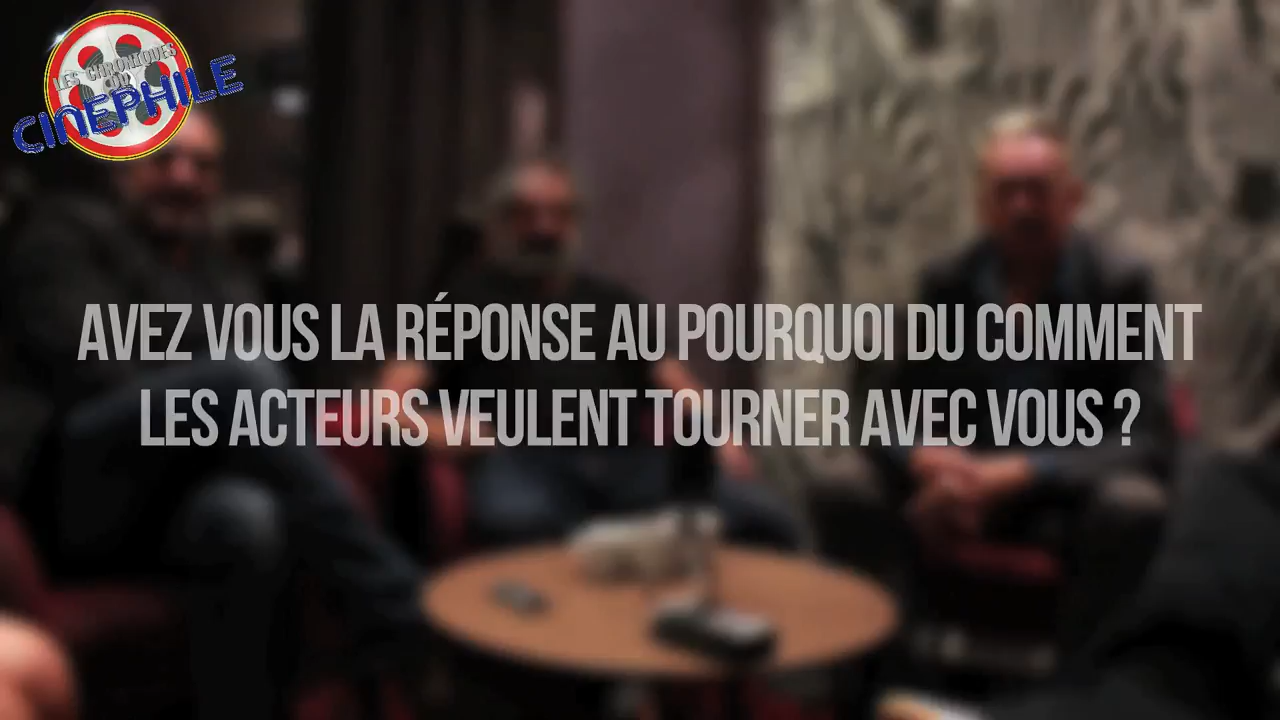 LES CHRONIQUES
DU
CINEPHILE
AVEZ VOUS LA RÉPONSE AU POURQUOI DU COMMENT
LES ACTEURS VEULENT TOURNER AVEC VOUS ?